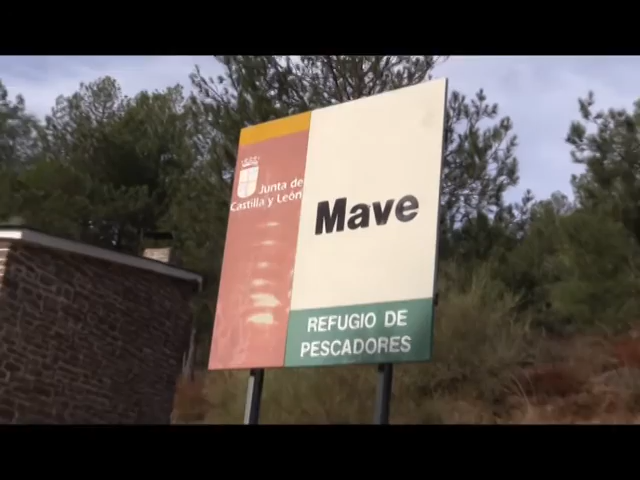 Junta de
Castilla y León
Mave
REFUGIO DE
PESCADORES